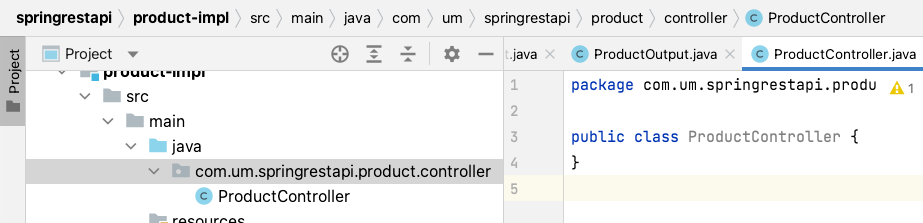 springrestapi product-impl src main java com um springrestapi product controller ProductController
Project
Project
t.java ProductOutput.java ProductController.java
product-impl
src
main
java
com.um.springrestapi.product.controller
ProductController
resources
1 package com.um.springrestapi.produ 1
2
3 public class ProductController {
4 }
5